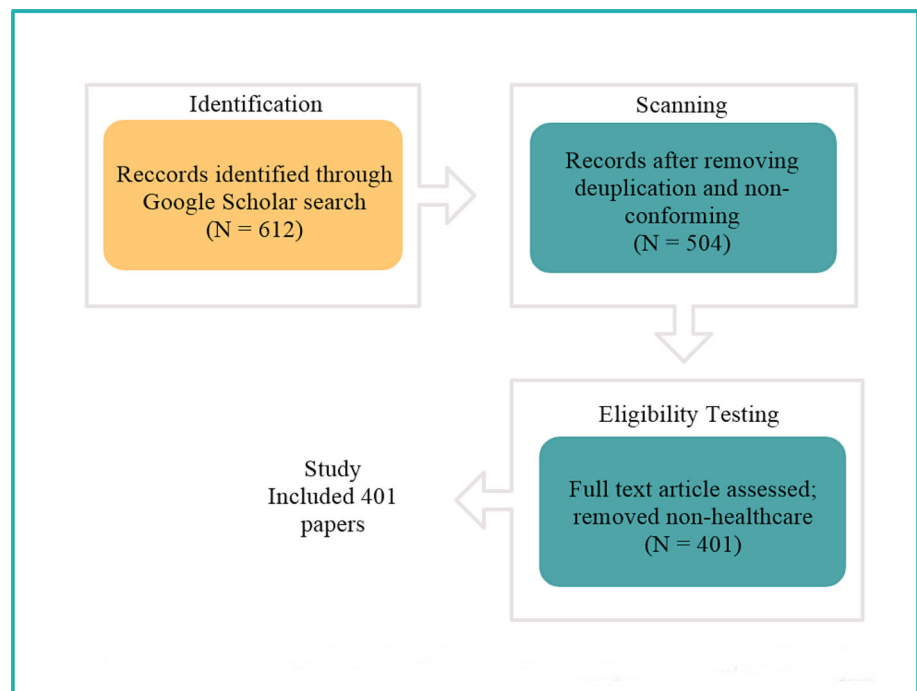 Identification
Reccords identified through
Google Scholar search
(N = 612)
Scanning
Records after removing
deuplication and non-
conforming
(N = 504)
Eligibility Testing
Full text article assessed;
removed non-healthcare
(N = 401)
Study
Included 401
papers